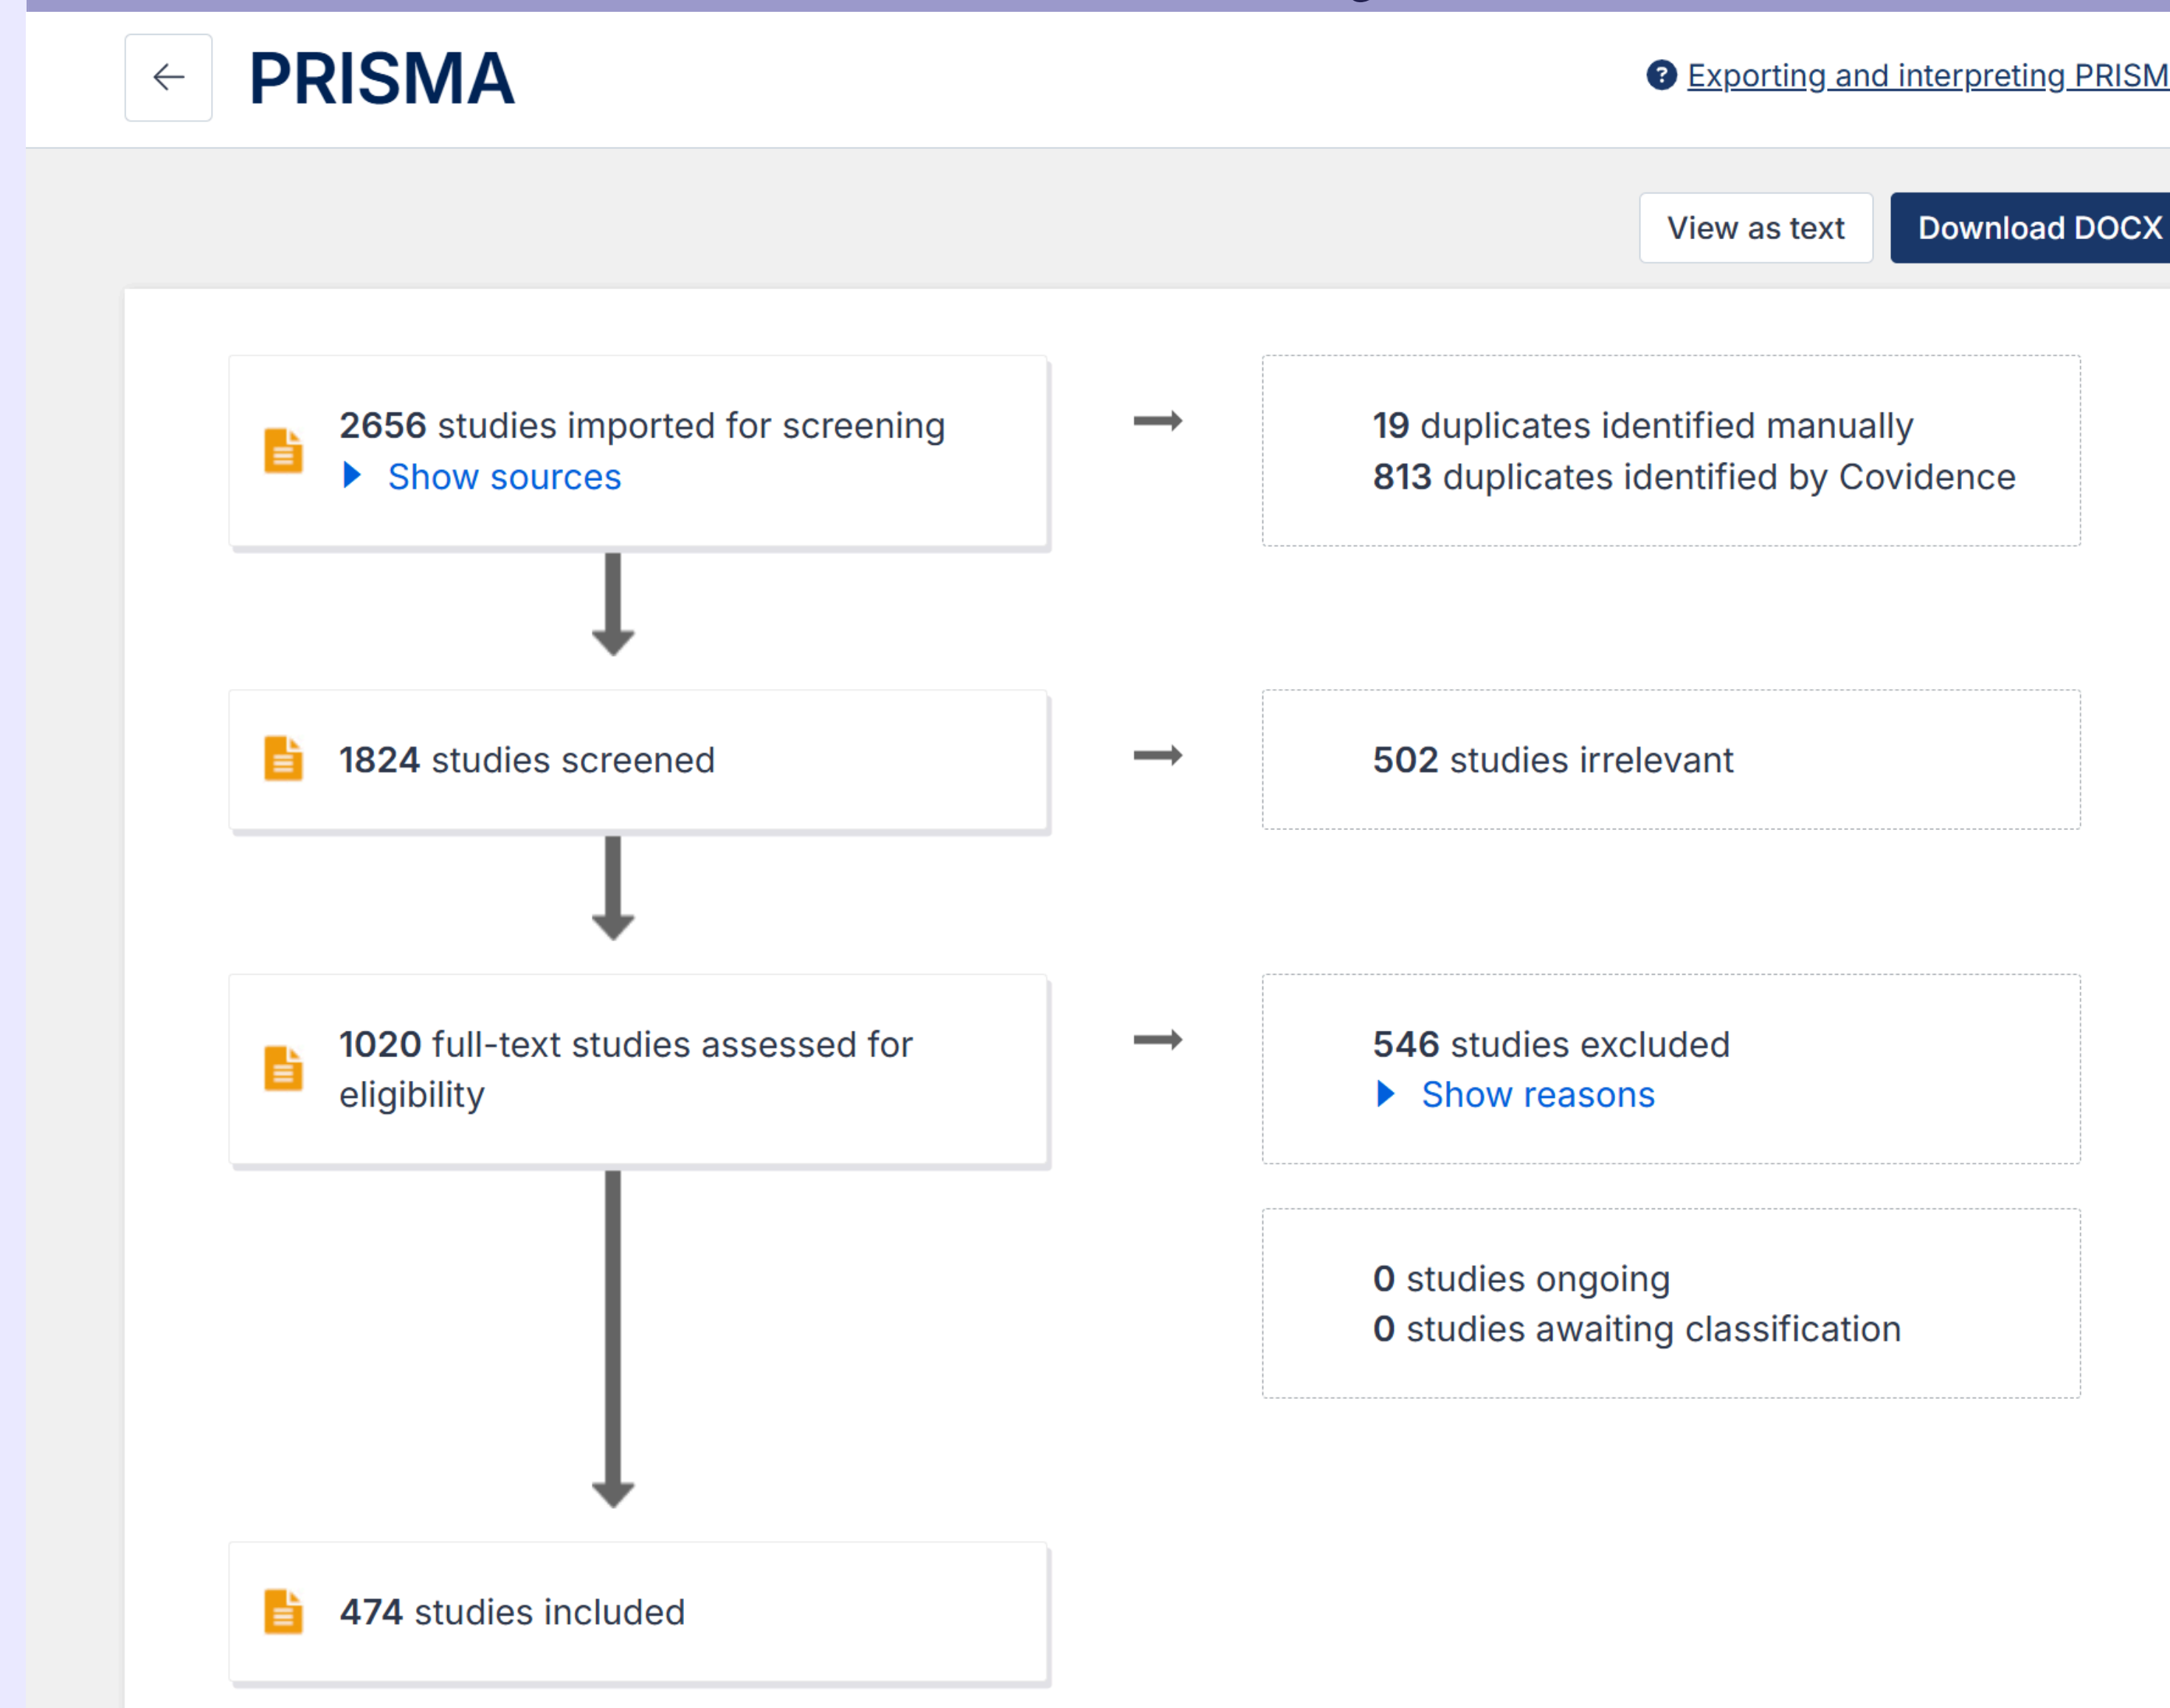 PRISMA
Exporting and interpreting PRISM
View as text
Download DOCX
2656 studies imported for screening
Show sources
19 duplicates identified manually
813 duplicates identified by Covidence
1824 studies screened
502 studies irrelevant
1020 full-text studies assessed for
eligibility
546 studies excluded
Show reasons
0 studies ongoing
0 studies awaiting classification
474 studies included